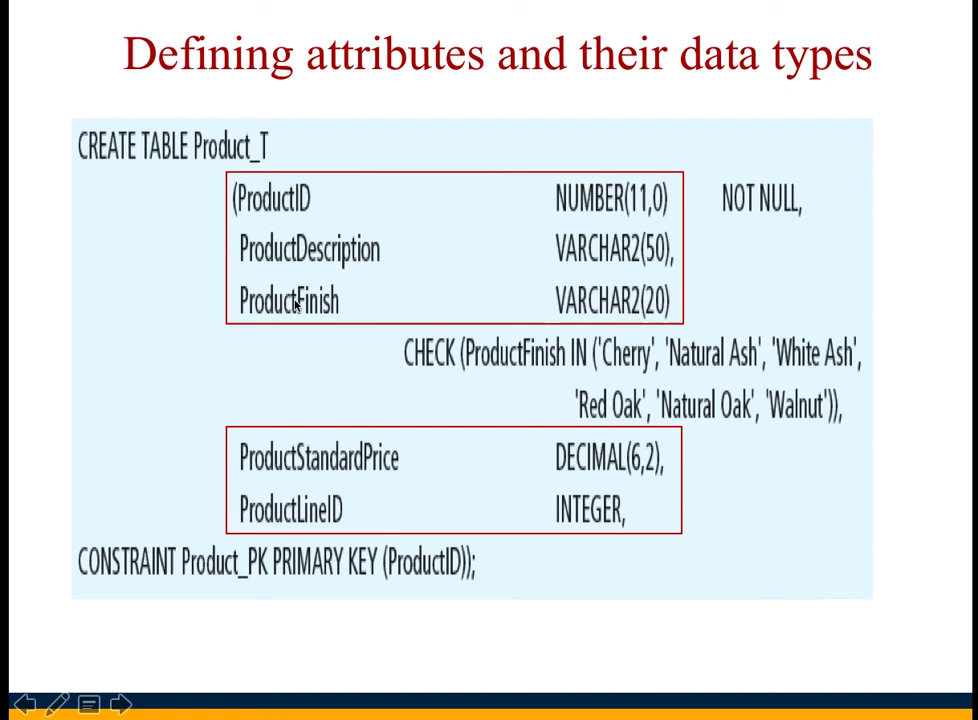 Defining attributes and their data types
CREATE TABLE Product_T
(ProductID NUMBER(11,0) NOT NULL,
ProductDescription VARCHAR2(50),
ProductFinish VARCHAR2(20)
CHECK (ProductFinish IN ('Cherry', 'Natural Ash', 'White Ash',
'Red Oak', 'Natural Oak', 'Walnut')),
ProductStandardPrice DECIMAL(6,2),
ProductLineID INTEGER,
CONSTRAINT Product_PK PRIMARY KEY (ProductID));